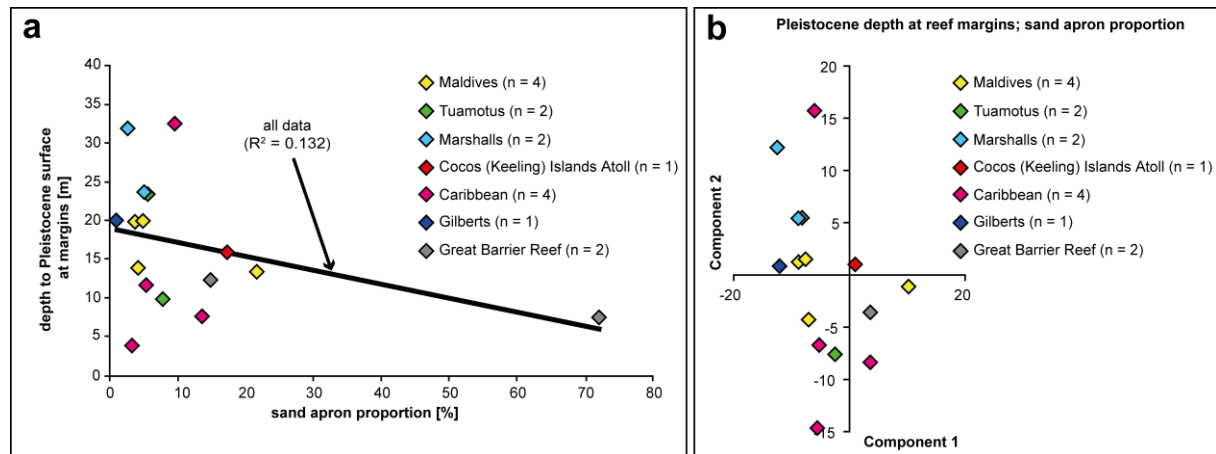 a
40
35
30
25
20
15
10
5
0
depth to Pleistocene surface
at margins [m]
0 10 20 30 40 50 60 70 80
sand apron proportion [%]
all data
(R² = 0.132)
Maldives (n = 4)
Tuamotus (n = 2)
Marshalls (n = 2)
Cocos (Keeling) Islands Atoll (n = 1)
Caribbean (n = 4)
Gilberts (n = 1)
Great Barrier Reef (n = 2)
b
Pleistocene depth at reef margins; sand apron proportion
20
15
10
5
-5
-10
-15
-20 20
Component 2
Component 1
Maldives (n = 4)
Tuamotus (n = 2)
Marshalls (n = 2)
Cocos (Keeling) Islands Atoll (n = 1)
Caribbean (n = 4)
Gilberts (n = 1)
Great Barrier Reef (n = 2)